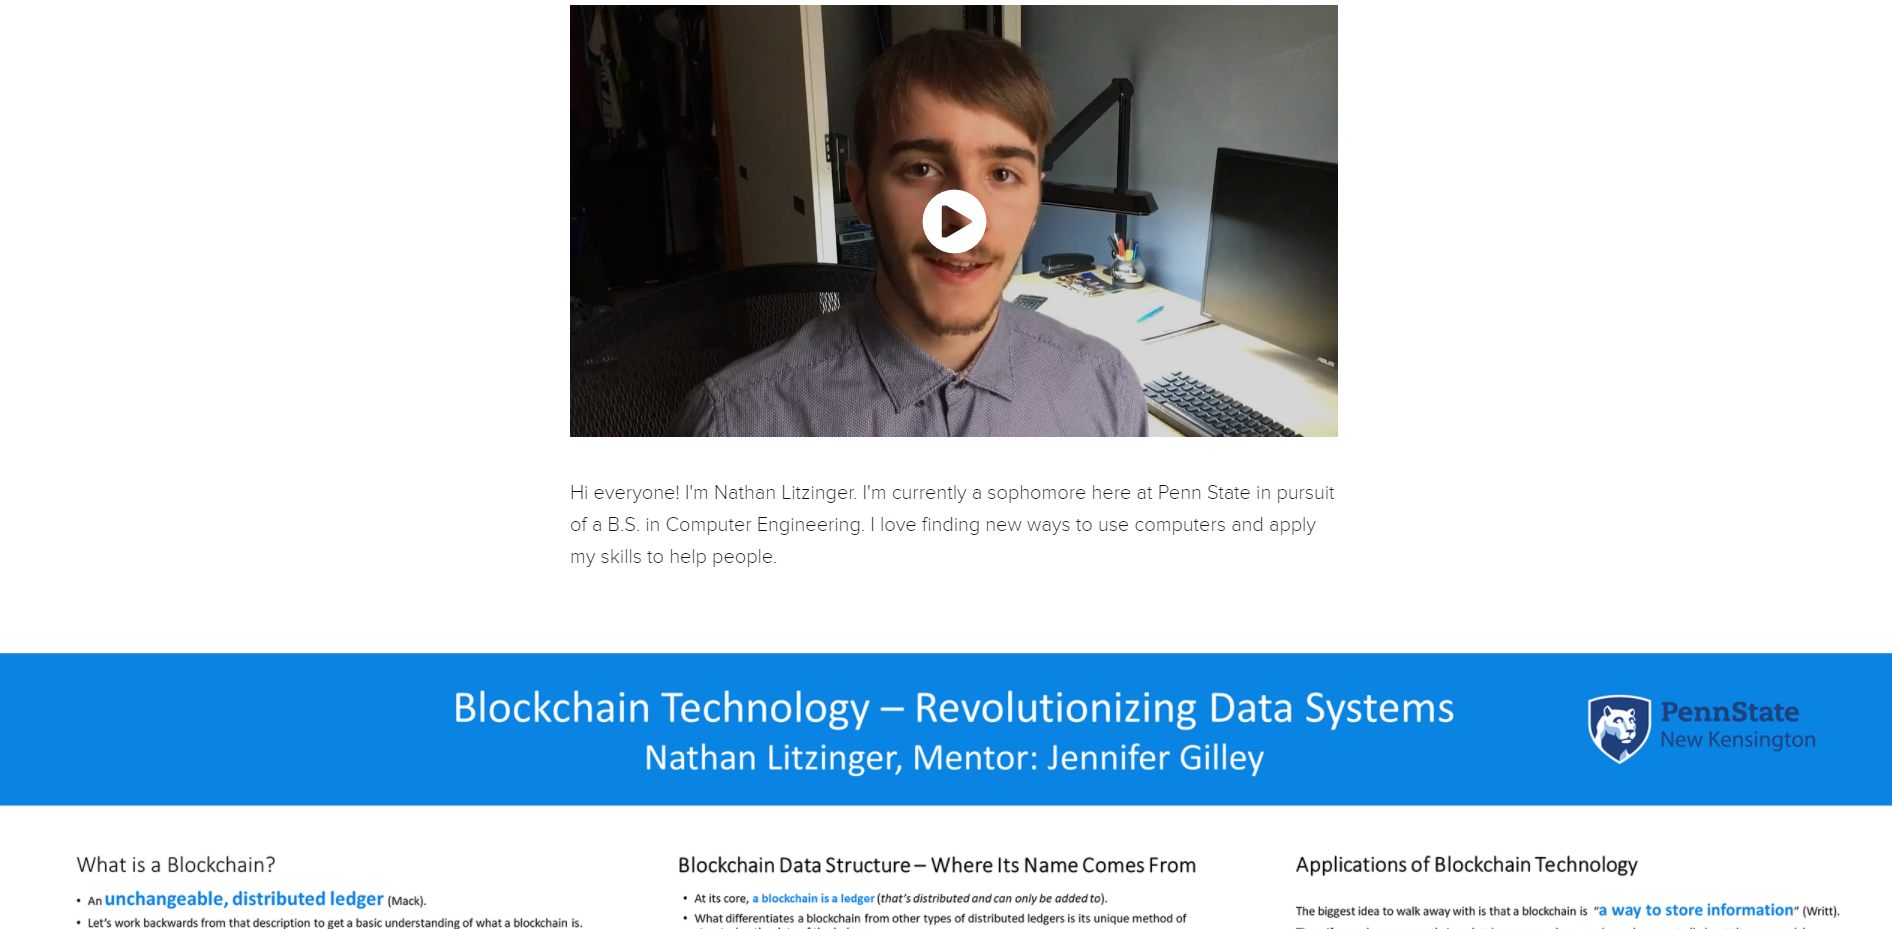 Hi everyone! I'm Nathan Litzinger. I'm currently a sophomore here at Penn State in pursuit
of a B.S. in Computer Engineering. I love finding new ways to use computers and apply
my skills to help people.
Blockchain Technology – Revolutionizing Data Systems
Nathan Litzinger, Mentor: Jennifer Gilley
PennState
New Kensington
What is a Blockchain?
• An unchangeable, distributed ledger (Mack).
• Let's work backwards from that description to get a basic understanding of what a blockchain is.
Blockchain Data Structure – Where Its Name Comes From
• At its core, a blockchain is a ledger (that's distributed and can only be added to).
• What differentiates a blockchain from other types of distributed ledgers is its unique method of
Applications of Blockchain Technology
The biggest idea to walk away with is that a blockchain is "a way to store information" (Writt).